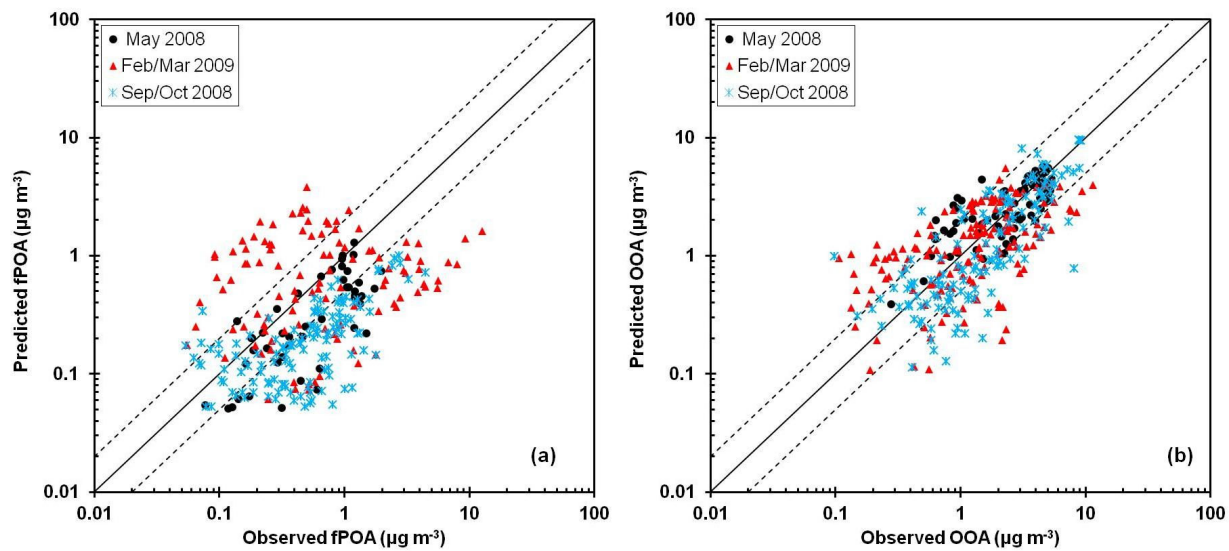 100
10
1
0.1
0.01
Predicted fPOA (µg m⁻³)
May 2008
Feb/Mar 2009
Sep/Oct 2008
(a)
0.01 0.1 1 10 100
Observed fPOA (µg m⁻³)
100
10
1
0.1
0.01
Predicted OOA (µg m⁻³)
May 2008
Feb/Mar 2009
Sep/Oct 2008
(b)
0.01 0.1 1 10 100
Observed OOA (µg m⁻³)